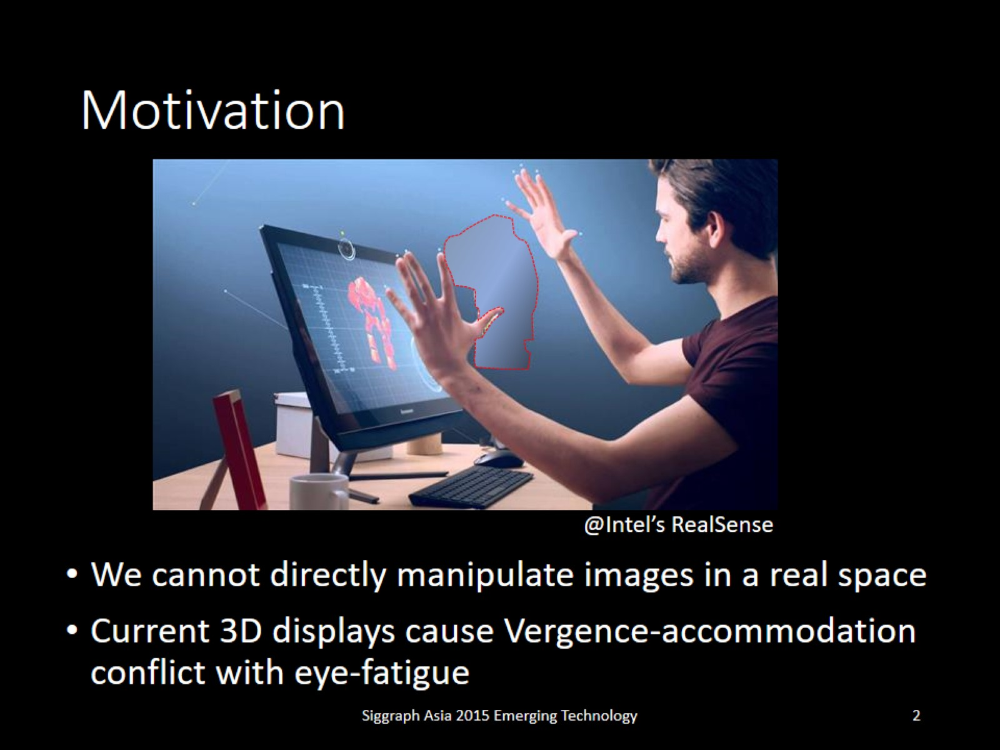 Motivation
@Intel's RealSense
• We cannot directly manipulate images in a real space
• Current 3D displays cause Vergence-accommodation
conflict with eye-fatigue
Siggraph Asia 2015 Emerging Technology
2